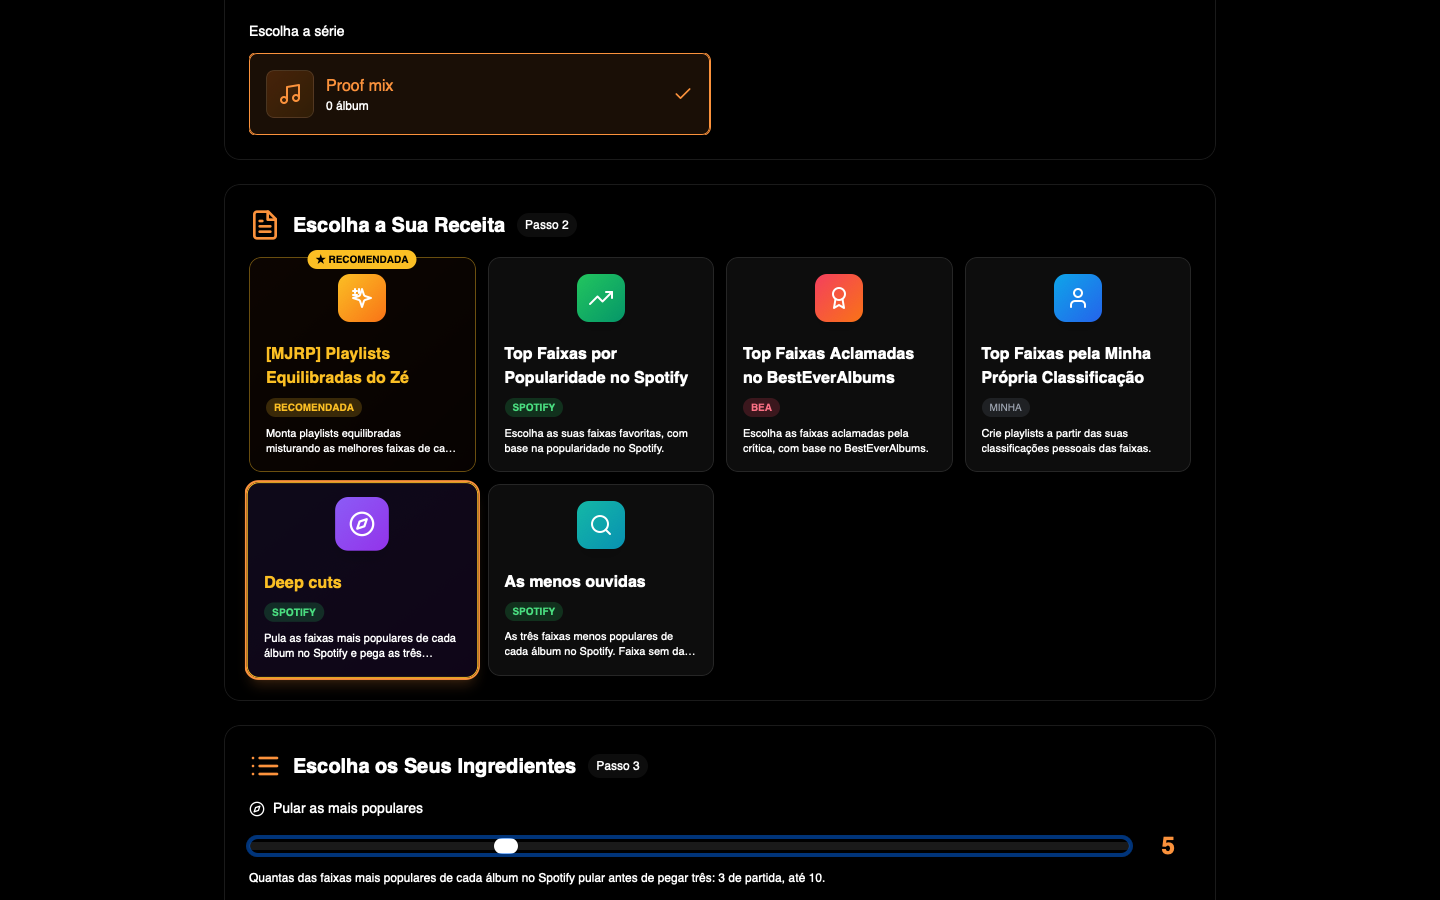 Escolha a série
Proof mix
0 álbum
Escolha a Sua Receita
Passo 2
★ RECOMENDADA
[MJRP] Playlists
Equilibradas do Zé
RECOMENDADA
Monta playlists equilibradas
misturando as melhores faixas de ca…
Top Faixas por
Popularidade no Spotify
SPOTIFY
Escolha as suas faixas favoritas, com
base na popularidade no Spotify.
Top Faixas Aclamadas
no BestEverAlbums
BEA
Escolha as faixas aclamadas pela
crítica, com base no BestEverAlbums.
Top Faixas pela Minha
Própria Classificação
MINHA
Crie playlists a partir das suas
classificações pessoais das faixas.
Deep cuts
SPOTIFY
Pula as faixas mais populares de cada
álbum no Spotify e pega as três…
As menos ouvidas
SPOTIFY
As três faixas menos populares de
cada álbum no Spotify. Faixa sem da…
Escolha os Seus Ingredientes
Passo 3
Pular as mais populares
5
Quantas das faixas mais populares de cada álbum no Spotify pular antes de pegar três: 3 de partida, até 10.